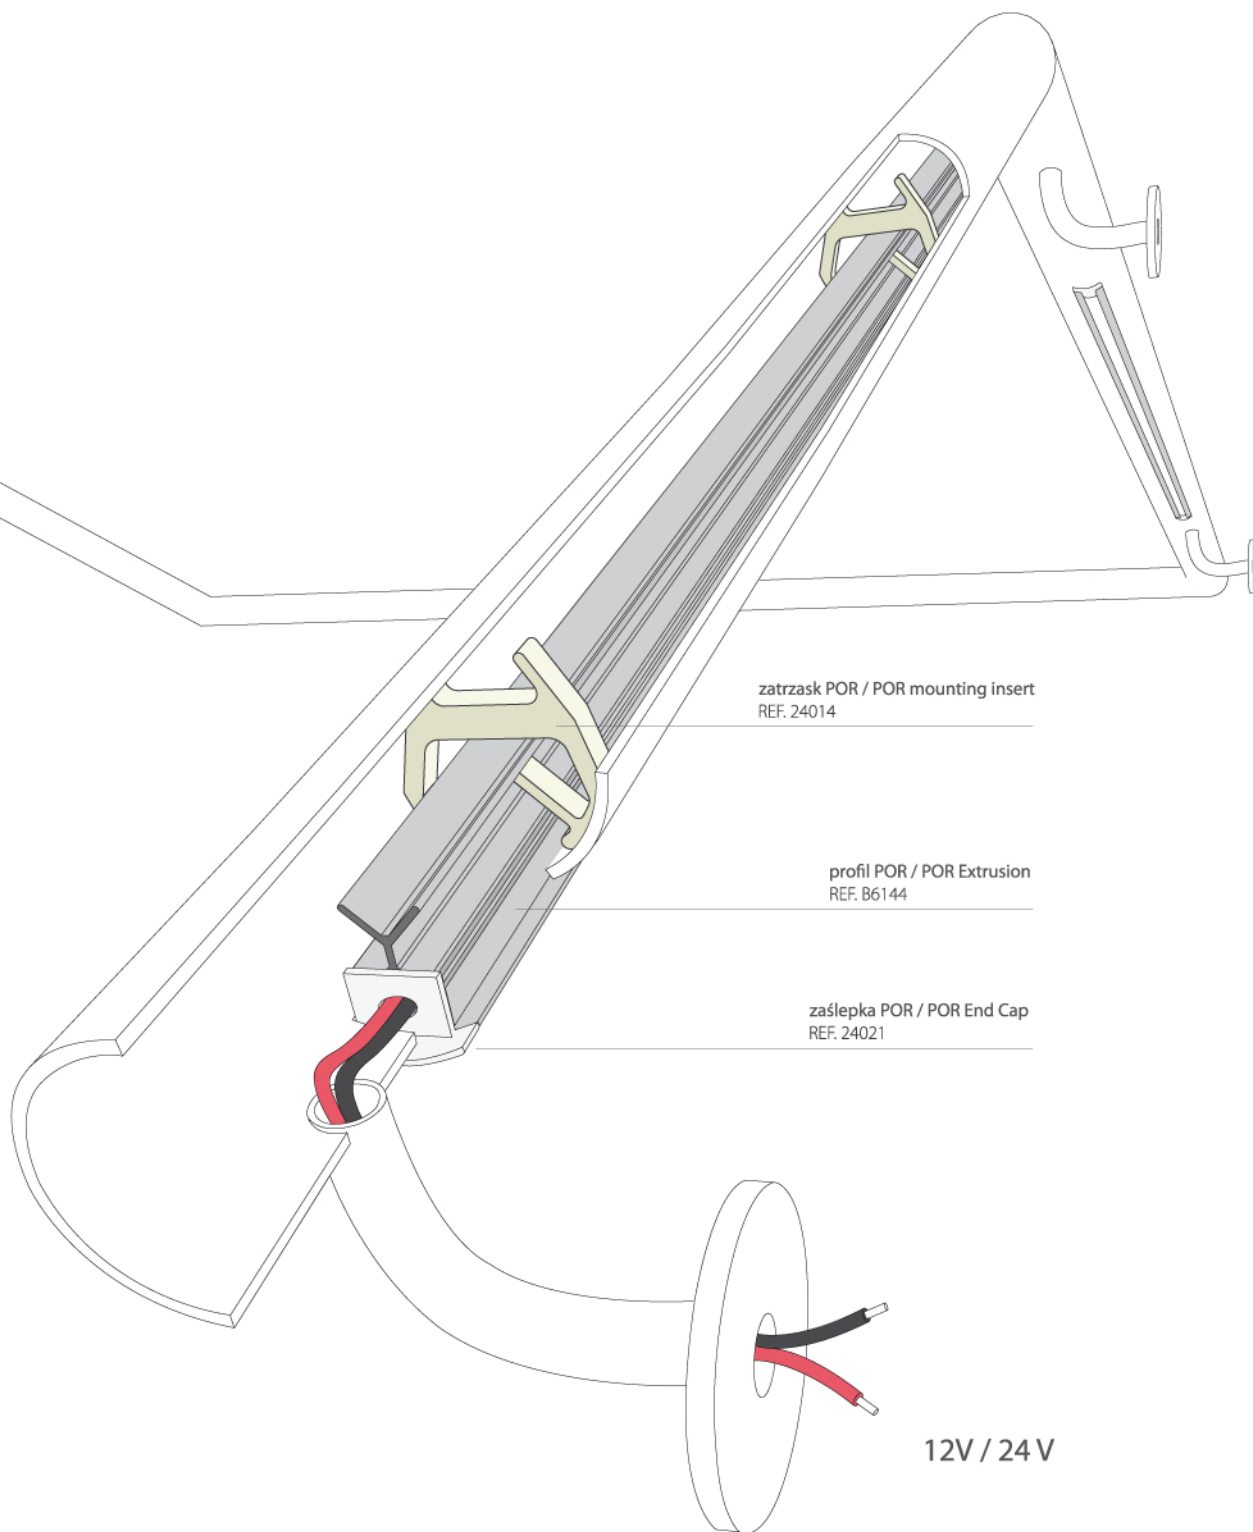 zatrzask POR / POR mounting insert
REF. 24014
profil POR / POR Extrusion
REF. B6144
zaślepka POR / POR End Cap
REF. 24021
12V / 24 V